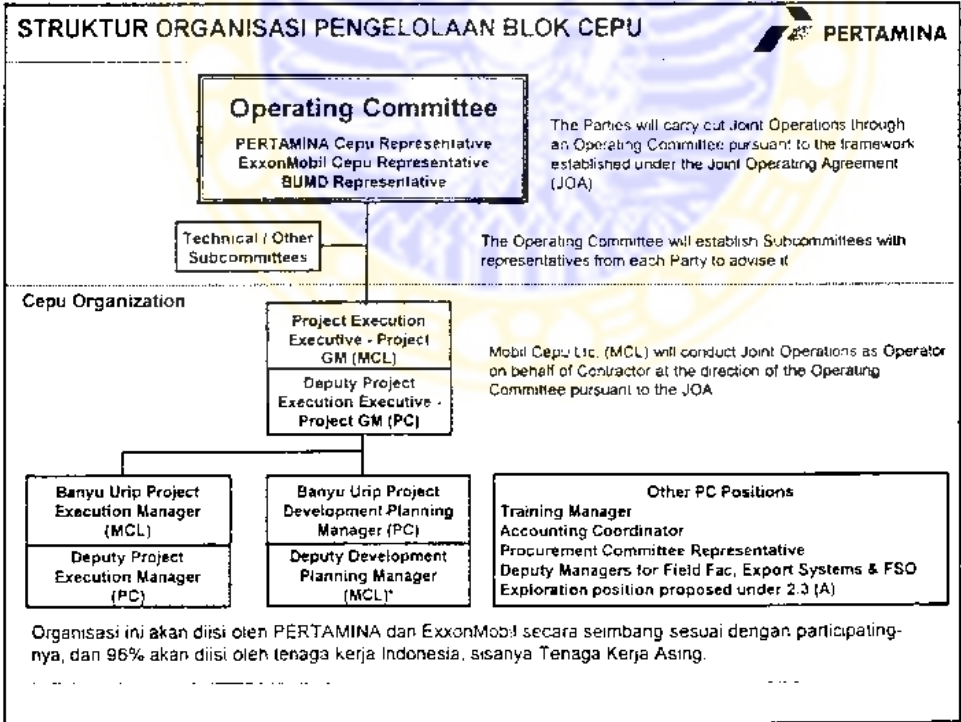 STRUKTUR ORGANISASI PENGELOLAAN BLOK CEPU
PERTAMINA
Operating Committee
PERTAMINA Cepu Representative
ExxonMobil Cepu Representative
BUMD Representative
The Parties will carry out Joint Operations through
an Operating Committee pursuant to the framework
established under the Joint Operating Agreement
(JOA)
Technical / Other
Subcommittees
The Operating Committee will establish Subcommittees with
representatives from each Party to advise it
Cepu Organization
Project Execution
Executive - Project
GM (MCL)
Deputy Project
Execution Executive -
Project GM (PC)
Mobil Cepu Ltc. (MCL) will conduct Joint Operations as Operator
on behalf of Contractor at the direction of the Operating
Committee pursuant to the JOA
Banyu Urip Project
Execution Manager
(MCL)
Deputy Project
Execution Manager
(PC)
Banyu Urip Project
Development Planning
Manager (PC)
Deputy Development
Planning Manager
(MCL)*
Other PC Positions
Training Manager
Accounting Coordinator
Procurement Committee Representative
Deputy Managers for Field Fac, Export Systems & FSO
Exploration position proposed under 2.3 (A)
Organisasi ini akan diisi oleh PERTAMINA dan ExxonMobil secara seimbang sesuai dengan participating-
nya, dan 96% akan diisi oleh tenaga kerja Indonesia, sisanya Tenaga Kerja Asing.